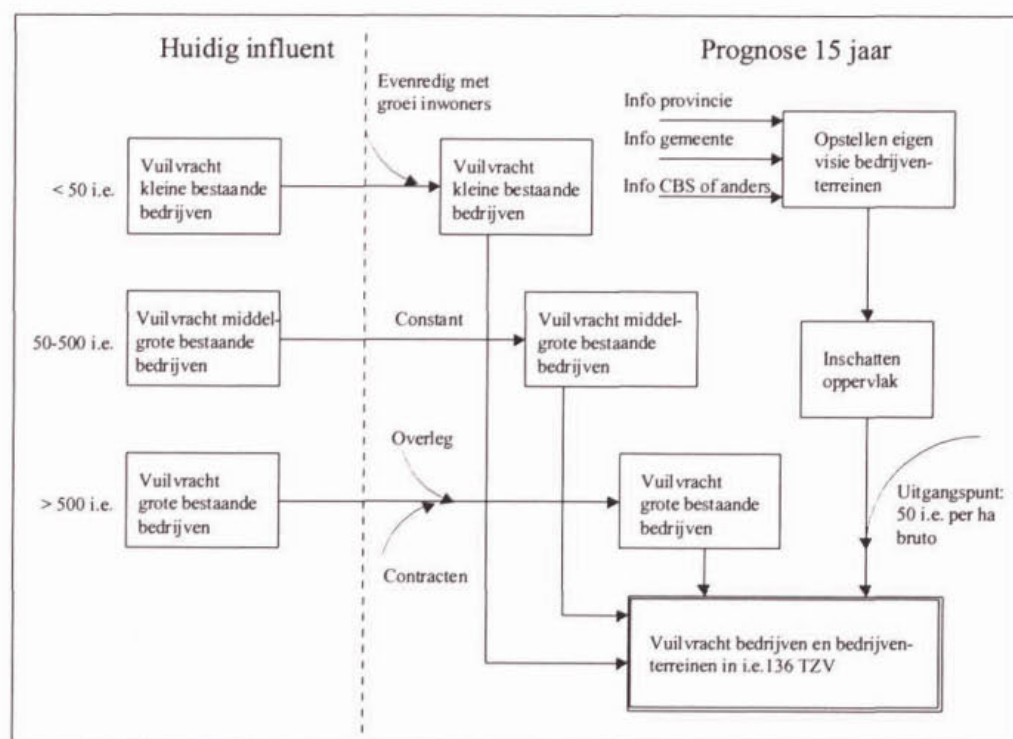 Huidig influent
Prognose 15 jaar
Evenredig met
groei inwoners
Info provincie
Info gemeente
Info CBS of anders
Opstellen eigen
visie bedrijven-
terreinen
< 50 i.e.
Vuilvracht
kleine bestaande
bedrijven
Vuilvracht
kleine bestaande
bedrijven
50-500 i.e.
Vuilvracht middel-
grote bestaande
bedrijven
Constant
Vuilvracht middel-
grote bestaande
bedrijven
Inschatten
oppervlak
Overleg
> 500 i.e.
Vuilvracht
grote bestaande
bedrijven
Vuilvracht
grote bestaande
bedrijven
Uitgangspunt:
50 i.e. per ha
bruto
Contracten
Vuilvracht bedrijven en bedrijven-
terreinen in i.e.136 TZV